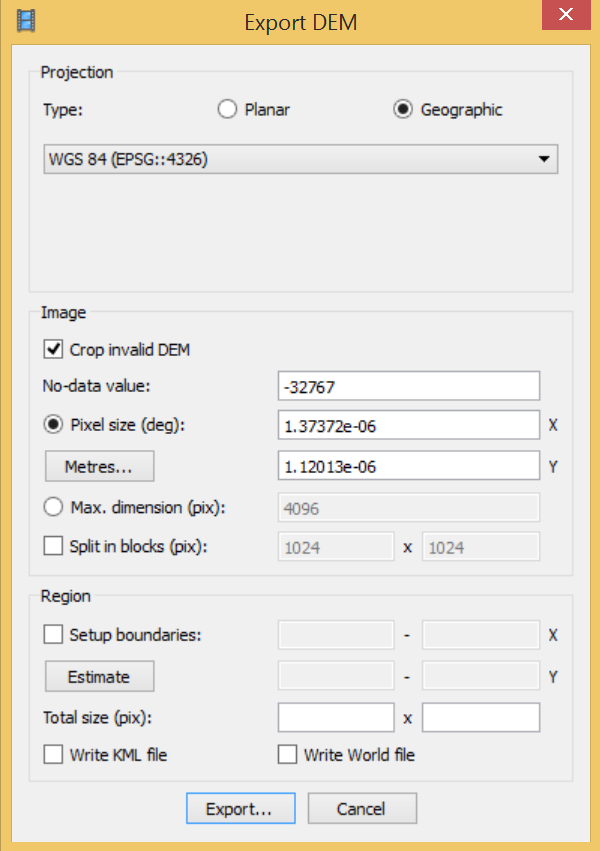 Export DEM
Projection
Type: Planar Geographic
WGS 84 (EPSG::4326)
Image
Crop invalid DEM
No-data value: -32767
Pixel size (deg): 1.37372e-06 X
Metres... 1.12013e-06 Y
Max. dimension (pix): 4096
Split in blocks (pix): 1024 x 1024
Region
Setup boundaries: - X
Estimate - Y
Total size (pix): x
Write KML file Write World file
Export... Cancel